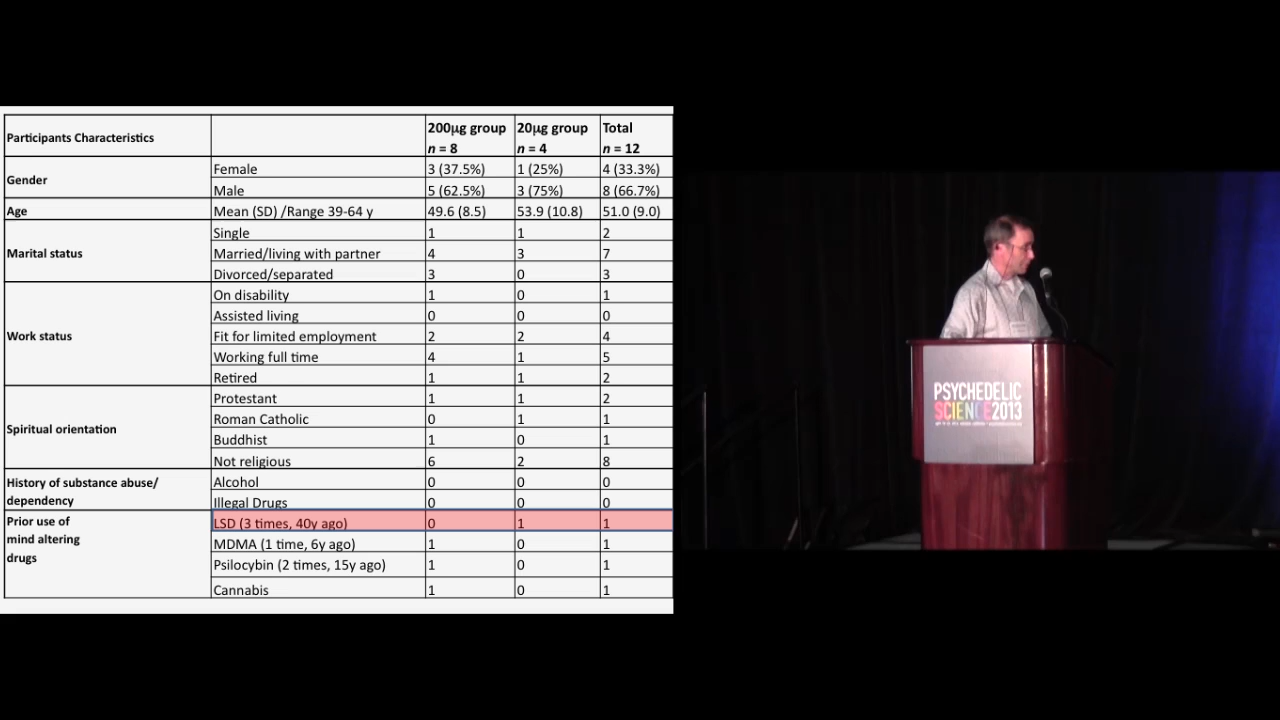 Participants Characteristics 200µg group 20µg group Total
n = 8 n = 4 n = 12
Gender Female 3 (37.5%) 1 (25%) 4 (33.3%)
Male 5 (62.5%) 3 (75%) 8 (66.7%)
Age Mean (SD) /Range 39-64 y 49.6 (8.5) 53.9 (10.8) 51.0 (9.0)
Marital status Single 1 1 2
Married/living with partner 4 3 7
Divorced/separated 3 0 3
Work status On disability 1 0 1
Assisted living 0 0 0
Fit for limited employment 2 2 4
Working full time 4 1 5
Retired 1 1 2
Spiritual orientation Protestant 1 1 2
Roman Catholic 0 1 1
Buddhist 1 0 1
Not religious 6 2 8
History of substance abuse/ Alcohol 0 0 0
dependency Illegal Drugs 0 0 0
Prior use of LSD (3 times, 40y ago) 0 1 1
mind altering MDMA (1 time, 6y ago) 1 0 1
drugs Psilocybin (2 times, 15y ago) 1 0 1
Cannabis 1 0 1
PSYCHEDELIC
SCIENCE2013